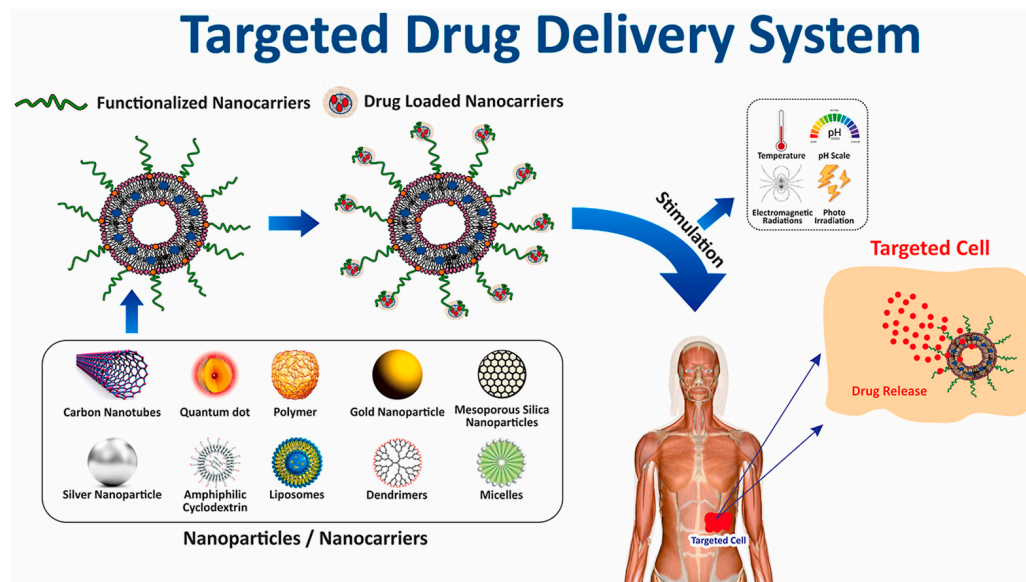 Targeted Drug Delivery System
Functionalized Nanocarriers
Drug Loaded Nanocarriers
Temperature
pH
pH Scale
Electromagnetic
Radiations
Photo
Irradiation
Stimulation
Targeted Cell
Drug Release
Carbon Nanotubes
Quantum dot
Polymer
Gold Nanoparticle
Mesoporous Silica
Nanoparticles
Silver Nanoparticle
Amphiphilic
Cyclodextrin
Liposomes
Dendrimers
Micelles
Nanoparticles / Nanocarriers
Targeted Cell